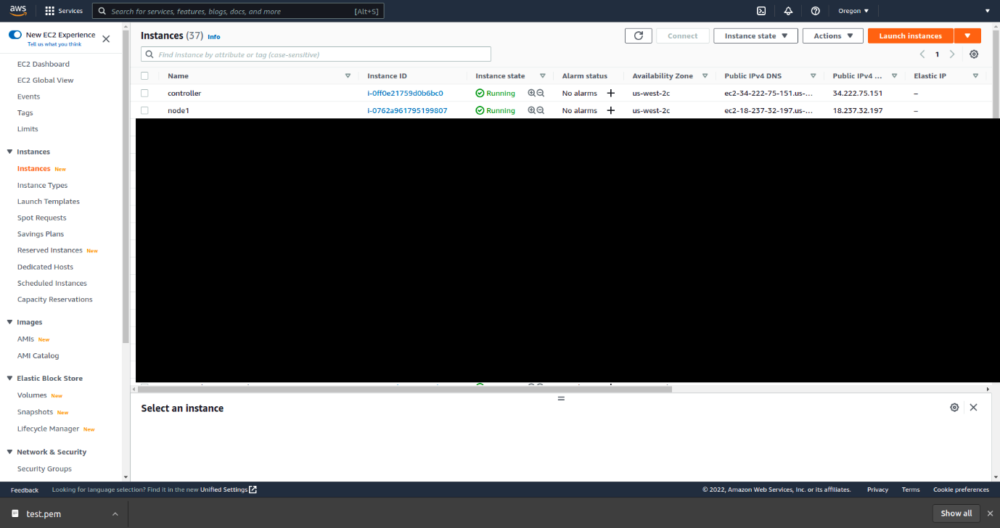 aws Services Search for services, features, blogs, docs, and more [Alt+S] Oregon
New EC2 Experience
Tell us what you think
EC2 Dashboard
EC2 Global View
Events
Tags
Limits
Instances
Instances New
Instance Types
Launch Templates
Spot Requests
Savings Plans
Reserved Instances New
Dedicated Hosts
Scheduled Instances
Capacity Reservations
Images
AMIs New
AMI Catalog
Elastic Block Store
Volumes New
Snapshots New
Lifecycle Manager New
Network & Security
Security Groups
Instances (37) Info Connect Instance state Actions Launch instances
Find Instance by attribute or tag (case-sensitive) 1
Name Instance ID Instance state Alarm status Availability Zone Public IPv4 DNS Public IPv4 ... Elastic IP
controller i-0ff0e21759d0b6bc0 Running No alarms us-west-2c ec2-34-222-75-151.us-... 34.222.75.151 –
node1 i-0762a961795199807 Running No alarms us-west-2c ec2-18-237-32-197.us-... 18.237.32.197 –
Select an instance
Feedback Looking for language selection? Find it in the new Unified Settings © 2022, Amazon Web Services, Inc. or its affiliates. Privacy Terms Cookie preferences
test.pem Show all